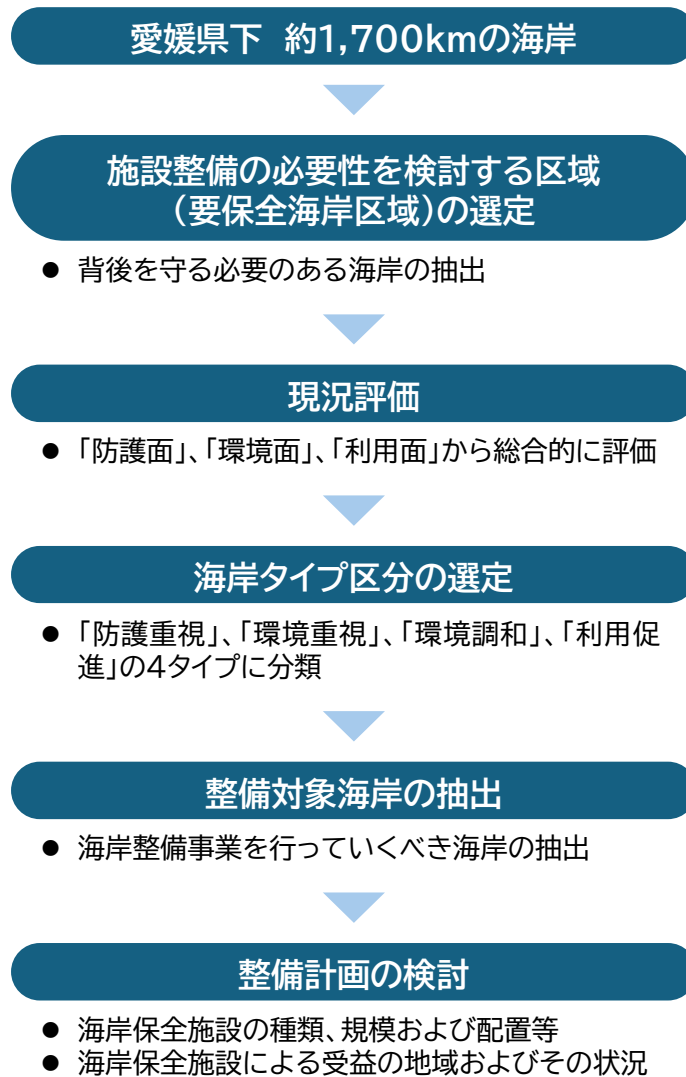 愛媛県下 約1,700kmの海岸
施設整備の必要性を検討する区域
（要保全海岸区域）の選定
● 背後を守る必要のある海岸の抽出
現況評価
● 「防護面」、「環境面」、「利用面」から総合的に評価
海岸タイプ区分の選定
● 「防護重視」、「環境重視」、「環境調和」、「利用促
進」の4タイプに分類
整備対象海岸の抽出
● 海岸整備事業を行っていくべき海岸の抽出
整備計画の検討
● 海岸保全施設の種類、規模および配置等
● 海岸保全施設による受益の地域およびその状況